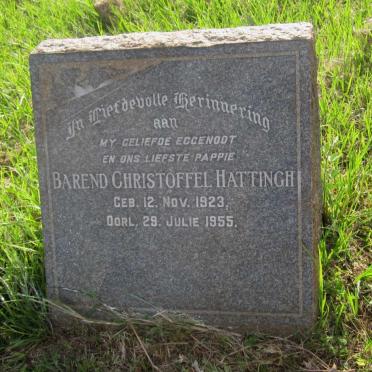 In Liefdevolle Herinnering
aan
MY GELIEFDE EGGENOOT
EN ONS LIEFSTE PAPPIE
BAREND CHRISTOFFEL HATTINGH
GEB. 12. NOV. 1923.
OORL. 29. JULIE 1955.